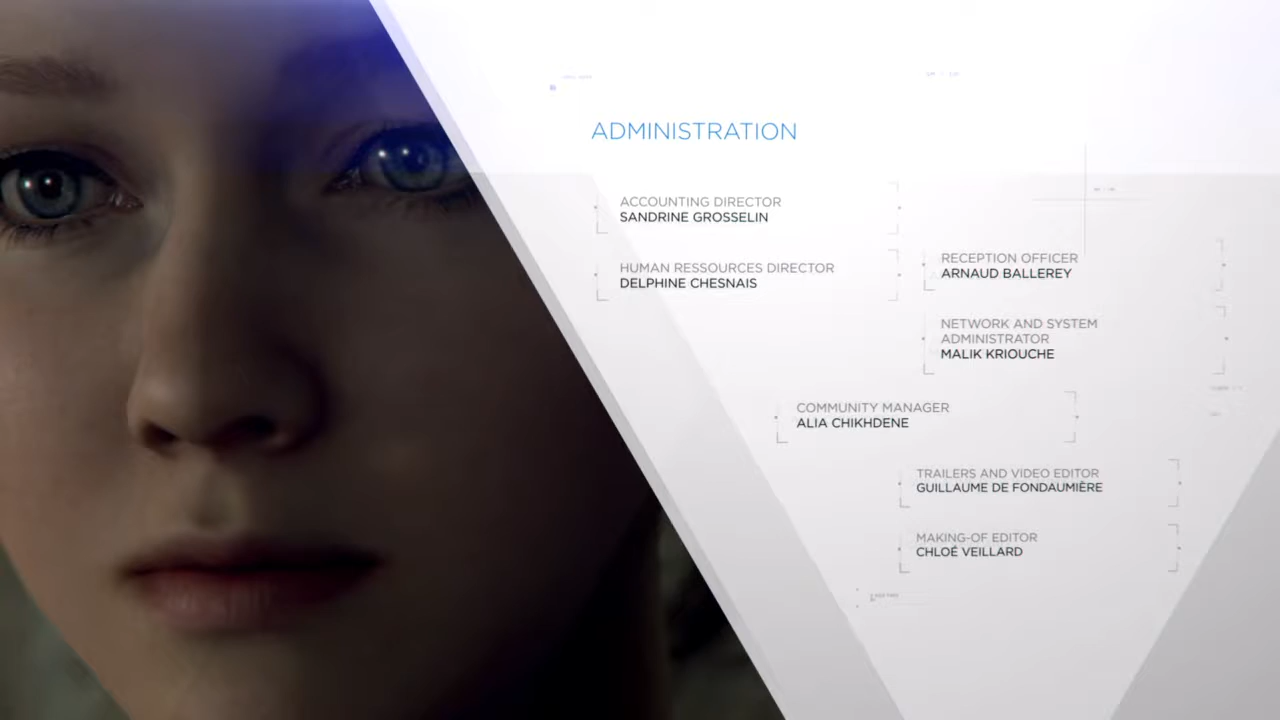 ADMINISTRATION
ACCOUNTING DIRECTOR
SANDRINE GROSSELIN
HUMAN RESSOURCES DIRECTOR
DELPHINE CHESNAIS
RECEPTION OFFICER
ARNAUD BALLEREY
NETWORK AND SYSTEM
ADMINISTRATOR
MALIK KRIOUCHE
COMMUNITY MANAGER
ALIA CHIKHDENE
TRAILERS AND VIDEO EDITOR
GUILLAUME DE FONDAUMIÈRE
MAKING-OF EDITOR
CHLOÉ VEILLARD